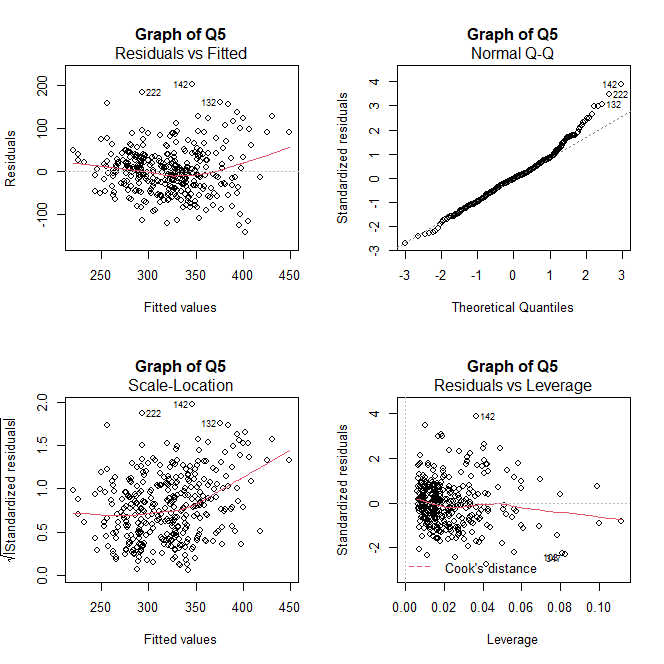 Graph of Q5
Residuals vs Fitted
Residuals
200
100
0
-100
142
222
132
250 300 350 400 450
Fitted values
Graph of Q5
Normal Q-Q
Standardized residuals
4
3
2
1
0
-1
-2
-3
142
222
132
-3 -2 -1 0 1 2 3
Theoretical Quantiles
Graph of Q5
Scale-Location
√|Standardized residuals|
2.0
1.5
1.0
0.5
0.0
142
222
132
250 300 350 400 450
Fitted values
Graph of Q5
Residuals vs Leverage
Standardized residuals
4
2
0
-2
142
Cook's distance
0.00 0.02 0.04 0.06 0.08 0.10
Leverage